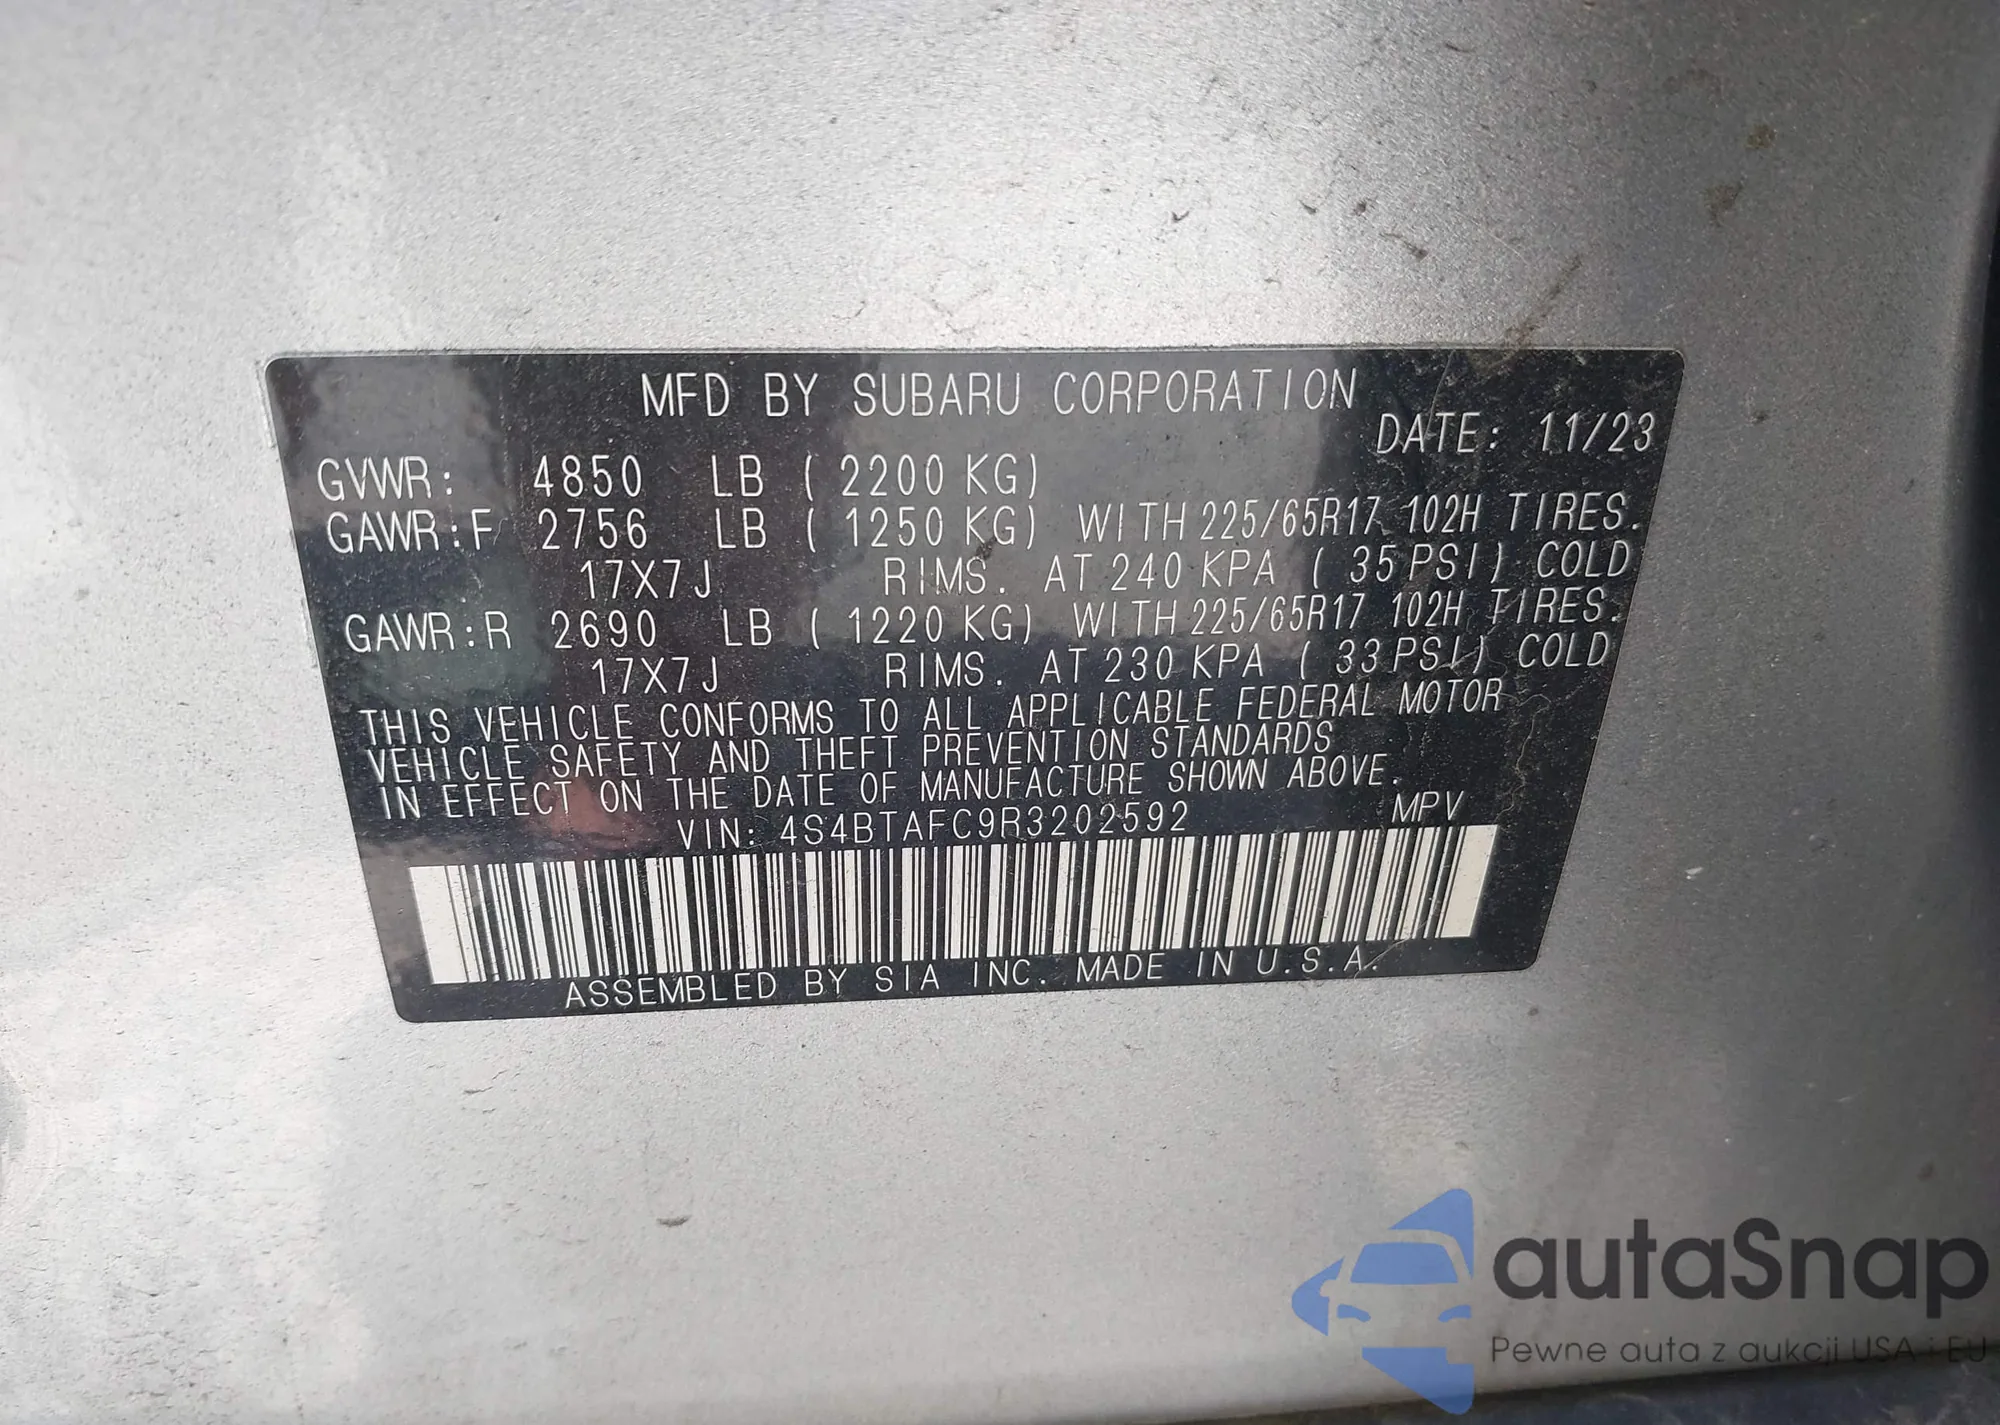 MFD BY SUBARU CORPORATION
DATE: 11/23
GVWR: 4850 LB ( 2200 KG)
GAWR:F 2756 LB ( 1250 KG) WITH 225/65R17 102H TIRES.
17X7J RIMS. AT 240 KPA ( 35 PSI) COLD
GAWR:R 2690 LB ( 1220 KG) WITH 225/65R17 102H TIRES.
17X7J RIMS. AT 230 KPA ( 33 PSI) COLD
THIS VEHICLE CONFORMS TO ALL APPLICABLE FEDERAL MOTOR
VEHICLE SAFETY AND THEFT PREVENTION STANDARDS
IN EFFECT ON THE DATE OF MANUFACTURE SHOWN ABOVE.
VIN: 4S4BTAFC9R3202592 MPV
ASSEMBLED BY SIA INC. MADE IN U.S.A.
autaSnap
Pewne auta z aukcji USA i EU